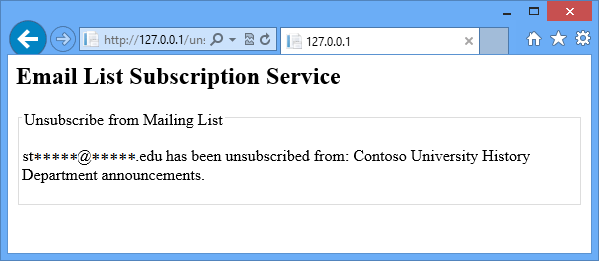 http://127.0.0.1/uns
127.0.0.1
Email List Subscription Service
Unsubscribe from Mailing List
st*****@*****.edu has been unsubscribed from: Contoso University History
Department announcements.